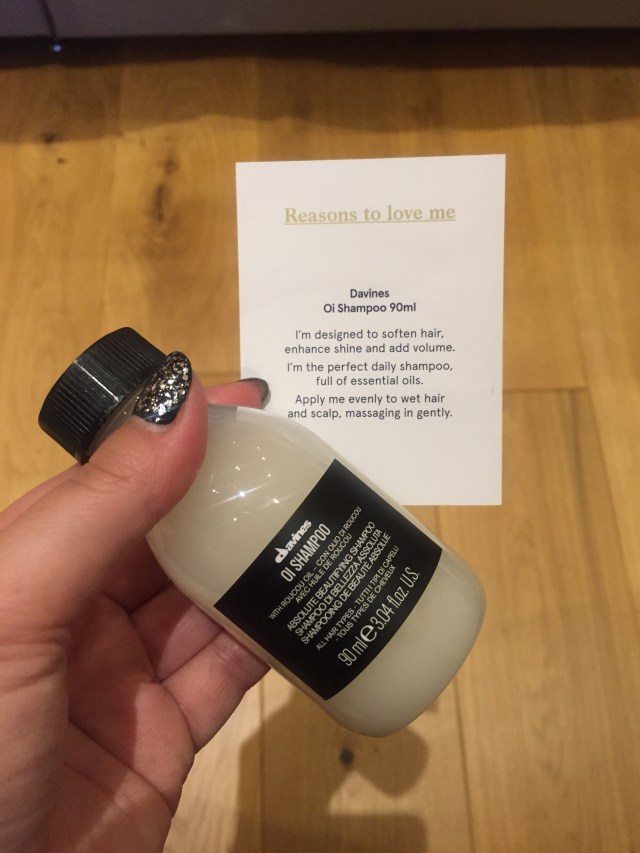 Reasons to love me
Davines
Oi Shampoo 90ml
I'm designed to soften hair,
enhance shine and add volume.
I'm the perfect daily shampoo,
full of essential oils.
Apply me evenly to wet hair
and scalp, massaging in gently.
davines
OI SHAMPOO
WITH ROUCOU OIL - CON OLIO DI ROUCOU
AVEC HUILE DE ROUCOU
ABSOLUTE BEAUTIFYING SHAMPOO
SHAMPOO DI BELLEZZA ASSOLUTA
SHAMPOOING DE BEAUTÉ ABSOLUE
ALL HAIR TYPES - TUTTI I TIPI DI CAPELLI
- TOUS TYPES DE CHEVEUX
90 ml ℮ 3.04 fl.oz. U.S.